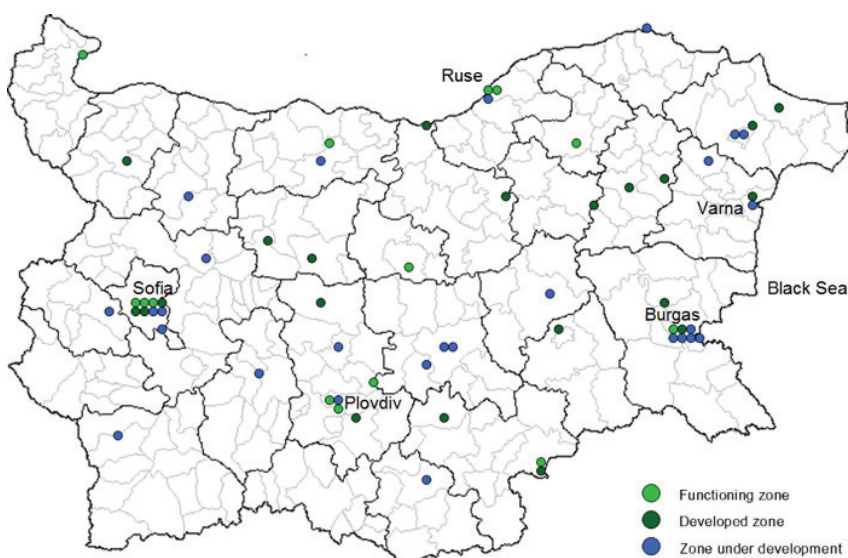 Ruse
Varna
Sofia
Black Sea
Burgas
Plovdiv
Functioning zone
Developed zone
Zone under development